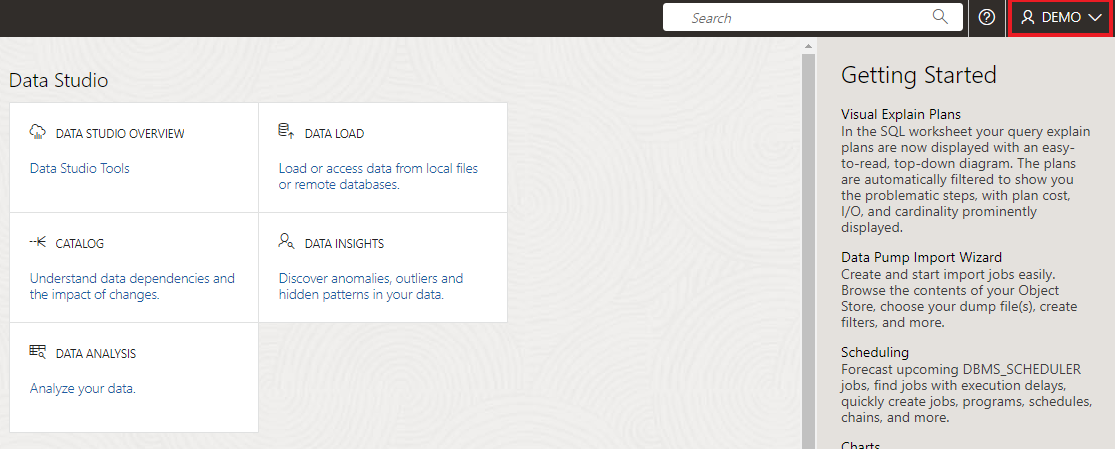 Search
DEMO
Data Studio
DATA STUDIO OVERVIEW
Data Studio Tools
DATA LOAD
Load or access data from local files
or remote databases.
CATALOG
Understand data dependencies and
the impact of changes.
DATA INSIGHTS
Discover anomalies, outliers and
hidden patterns in your data.
DATA ANALYSIS
Analyze your data.
Getting Started
Visual Explain Plans
In the SQL worksheet your query explain
plans are now displayed with an easy-
to-read, top-down diagram. The plans
are automatically filtered to show you
the problematic steps, with plan cost,
I/O, and cardinality prominently
displayed.
Data Pump Import Wizard
Create and start import jobs easily.
Browse the contents of your Object
Store, choose your dump file(s), create
filters, and more.
Scheduling
Forecast upcoming DBMS_SCHEDULER
jobs, find jobs with execution delays,
quickly create jobs, programs, schedules,
chains, and more.
Charts